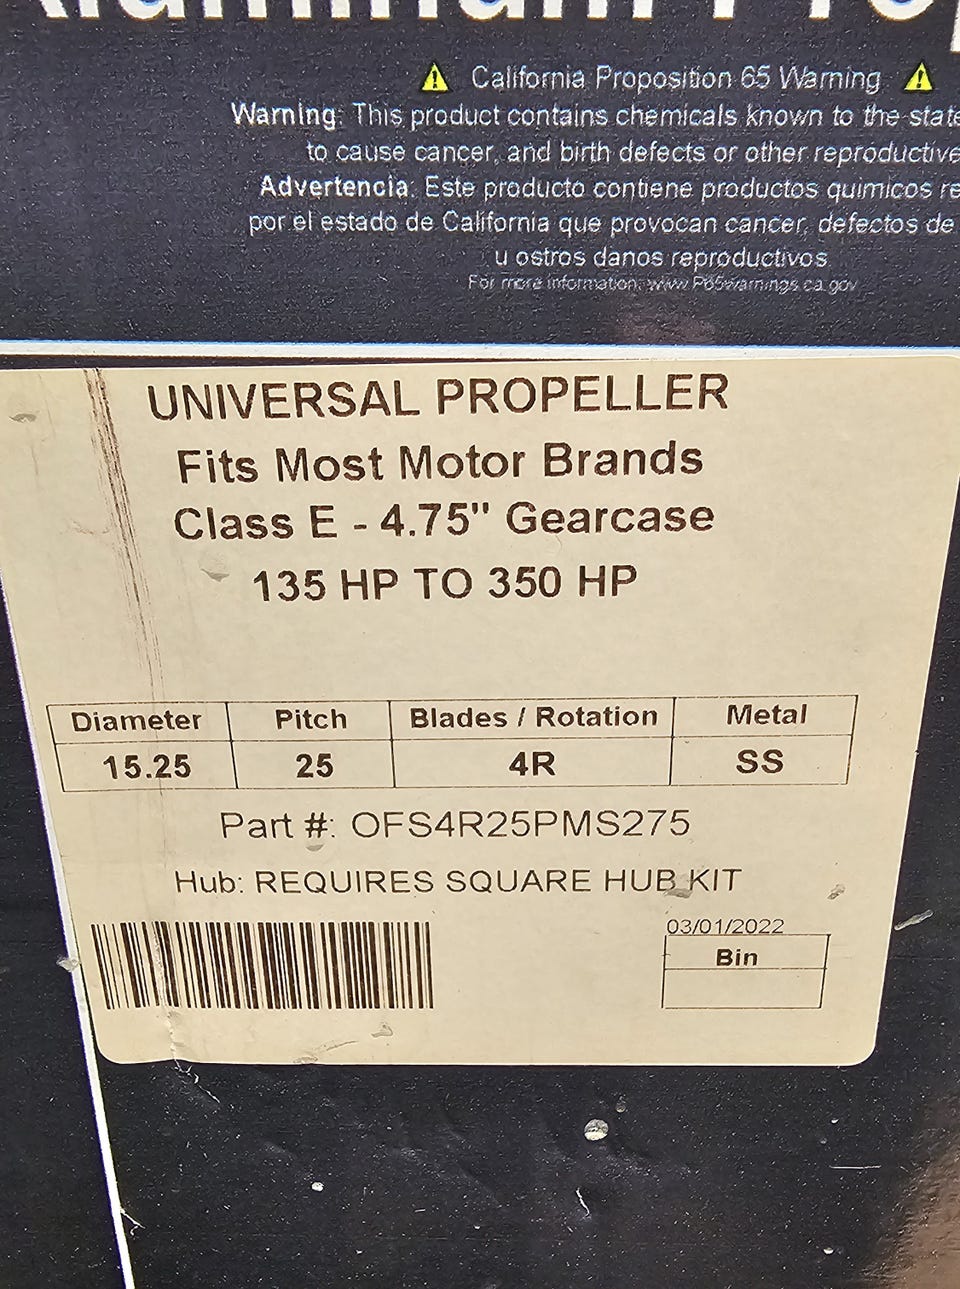 California Proposition 65 Warning
Warning: This product contains chemicals known to the state
to cause cancer, and birth defects or other reproductive
Advertencia: Este producto contiene productos quimicos re
por el estado de California que provocan cancer, defectos de
u ostros danos reproductivos
For more information: www.P65warnings.ca.gov
UNIVERSAL PROPELLER
Fits Most Motor Brands
Class E - 4.75" Gearcase
135 HP TO 350 HP
Diameter Pitch Blades / Rotation Metal
15.25 25 4R SS
Part #: OFS4R25PMS275
Hub: REQUIRES SQUARE HUB KIT
03/01/2022
Bin